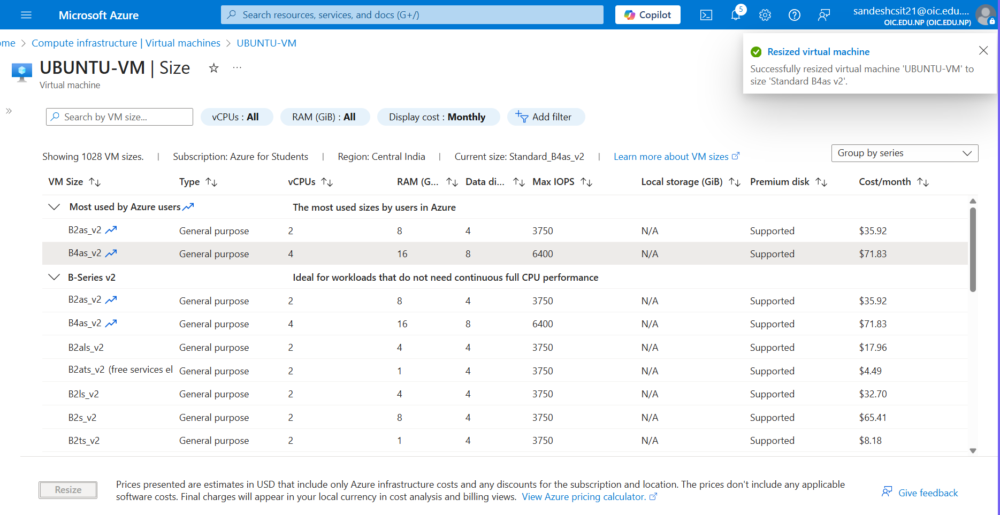 Microsoft Azure
Search resources, services, and docs (G+/)
Copilot
5
sandeshcsit21@oic.edu....
OIC.EDU.NP (OIC.EDU.NP)
ome > Compute infrastructure | Virtual machines > UBUNTU-VM
Resized virtual machine
Successfully resized virtual machine 'UBUNTU-VM' to
size 'Standard B4as v2'.
UBUNTU-VM | Size
Virtual machine
Search by VM size...
vCPUs : All
RAM (GiB) : All
Display cost : Monthly
Add filter
Showing 1028 VM sizes. | Subscription: Azure for Students | Region: Central India | Current size: Standard_B4as_v2 | Learn more about VM sizes
Group by series
VM Size Type vCPUs RAM (G... Data di... Max IOPS Local storage (GiB) Premium disk Cost/month
Most used by Azure users The most used sizes by users in Azure
B2as_v2 General purpose 2 8 4 3750 N/A Supported $35.92
B4as_v2 General purpose 4 16 8 6400 N/A Supported $71.83
B-Series v2 Ideal for workloads that do not need continuous full CPU performance
B2as_v2 General purpose 2 8 4 3750 N/A Supported $35.92
B4as_v2 General purpose 4 16 8 6400 N/A Supported $71.83
B2als_v2 General purpose 2 4 4 3750 N/A Supported $17.96
B2ats_v2 (free services el General purpose 2 1 4 3750 N/A Supported $4.49
B2ls_v2 General purpose 2 4 4 3750 N/A Supported $32.70
B2s_v2 General purpose 2 8 4 3750 N/A Supported $65.41
B2ts_v2 General purpose 2 1 4 3750 N/A Supported $8.18
Resize
Prices presented are estimates in USD that include only Azure infrastructure costs and any discounts for the subscription and location. The prices don't include any applicable
software costs. Final charges will appear in your local currency in cost analysis and billing views. View Azure pricing calculator.
Give feedback